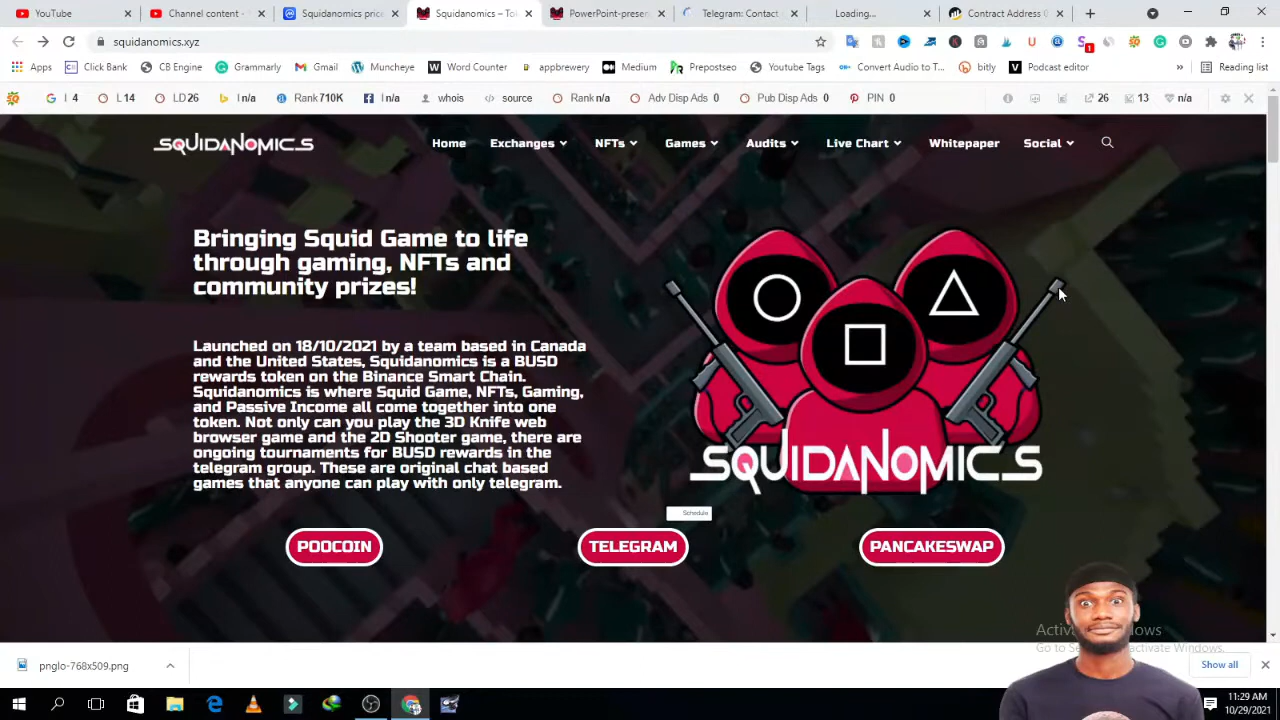 YouTube
Channel content -
Squidanomics price
Squidanomics – To
PowerPoint-presen
Telegram: Contact
Loading...
Contract Address 0
squidanomics.xyz
Apps
Click Bank
CB Engine
Grammarly
Gmail
Muncheye
Word Counter
appbrewery
Medium
Prepostseo
Youtube Tags
Convert Audio to T...
bitly
Podcast editor
»
Reading list
I 4
L 14
LD 26
I n/a
Rank 710K
I n/a
whois
source
Rank n/a
Adv Disp Ads 0
Pub Disp Ads 0
PIN 0
26
13
n/a
SQUIDANOMICS
Home
Exchanges
NFTs
Games
Audits
Live Chart
Whitepaper
Social
Bringing Squid Game to life
through gaming, NFTs and
community prizes!
Launched on 18/10/2021 by a team based in Canada
and the United States, Squidanomics is a BUSD
rewards token on the Binance Smart Chain.
Squidanomics is where Squid Game, NFTs, Gaming,
and Passive Income all come together into one
token. Not only can you play the 3D Knife web
browser game and the 2D Shooter game, there are
ongoing tournaments for BUSD rewards in the
telegram group. These are original chat based
games that anyone can play with only telegram.
SQUIDANOMICS
Schedule
POOCOIN
TELEGRAM
PANCAKESWAP
pnglo-768x509.png
Show all
11:29 AM
10/29/2021